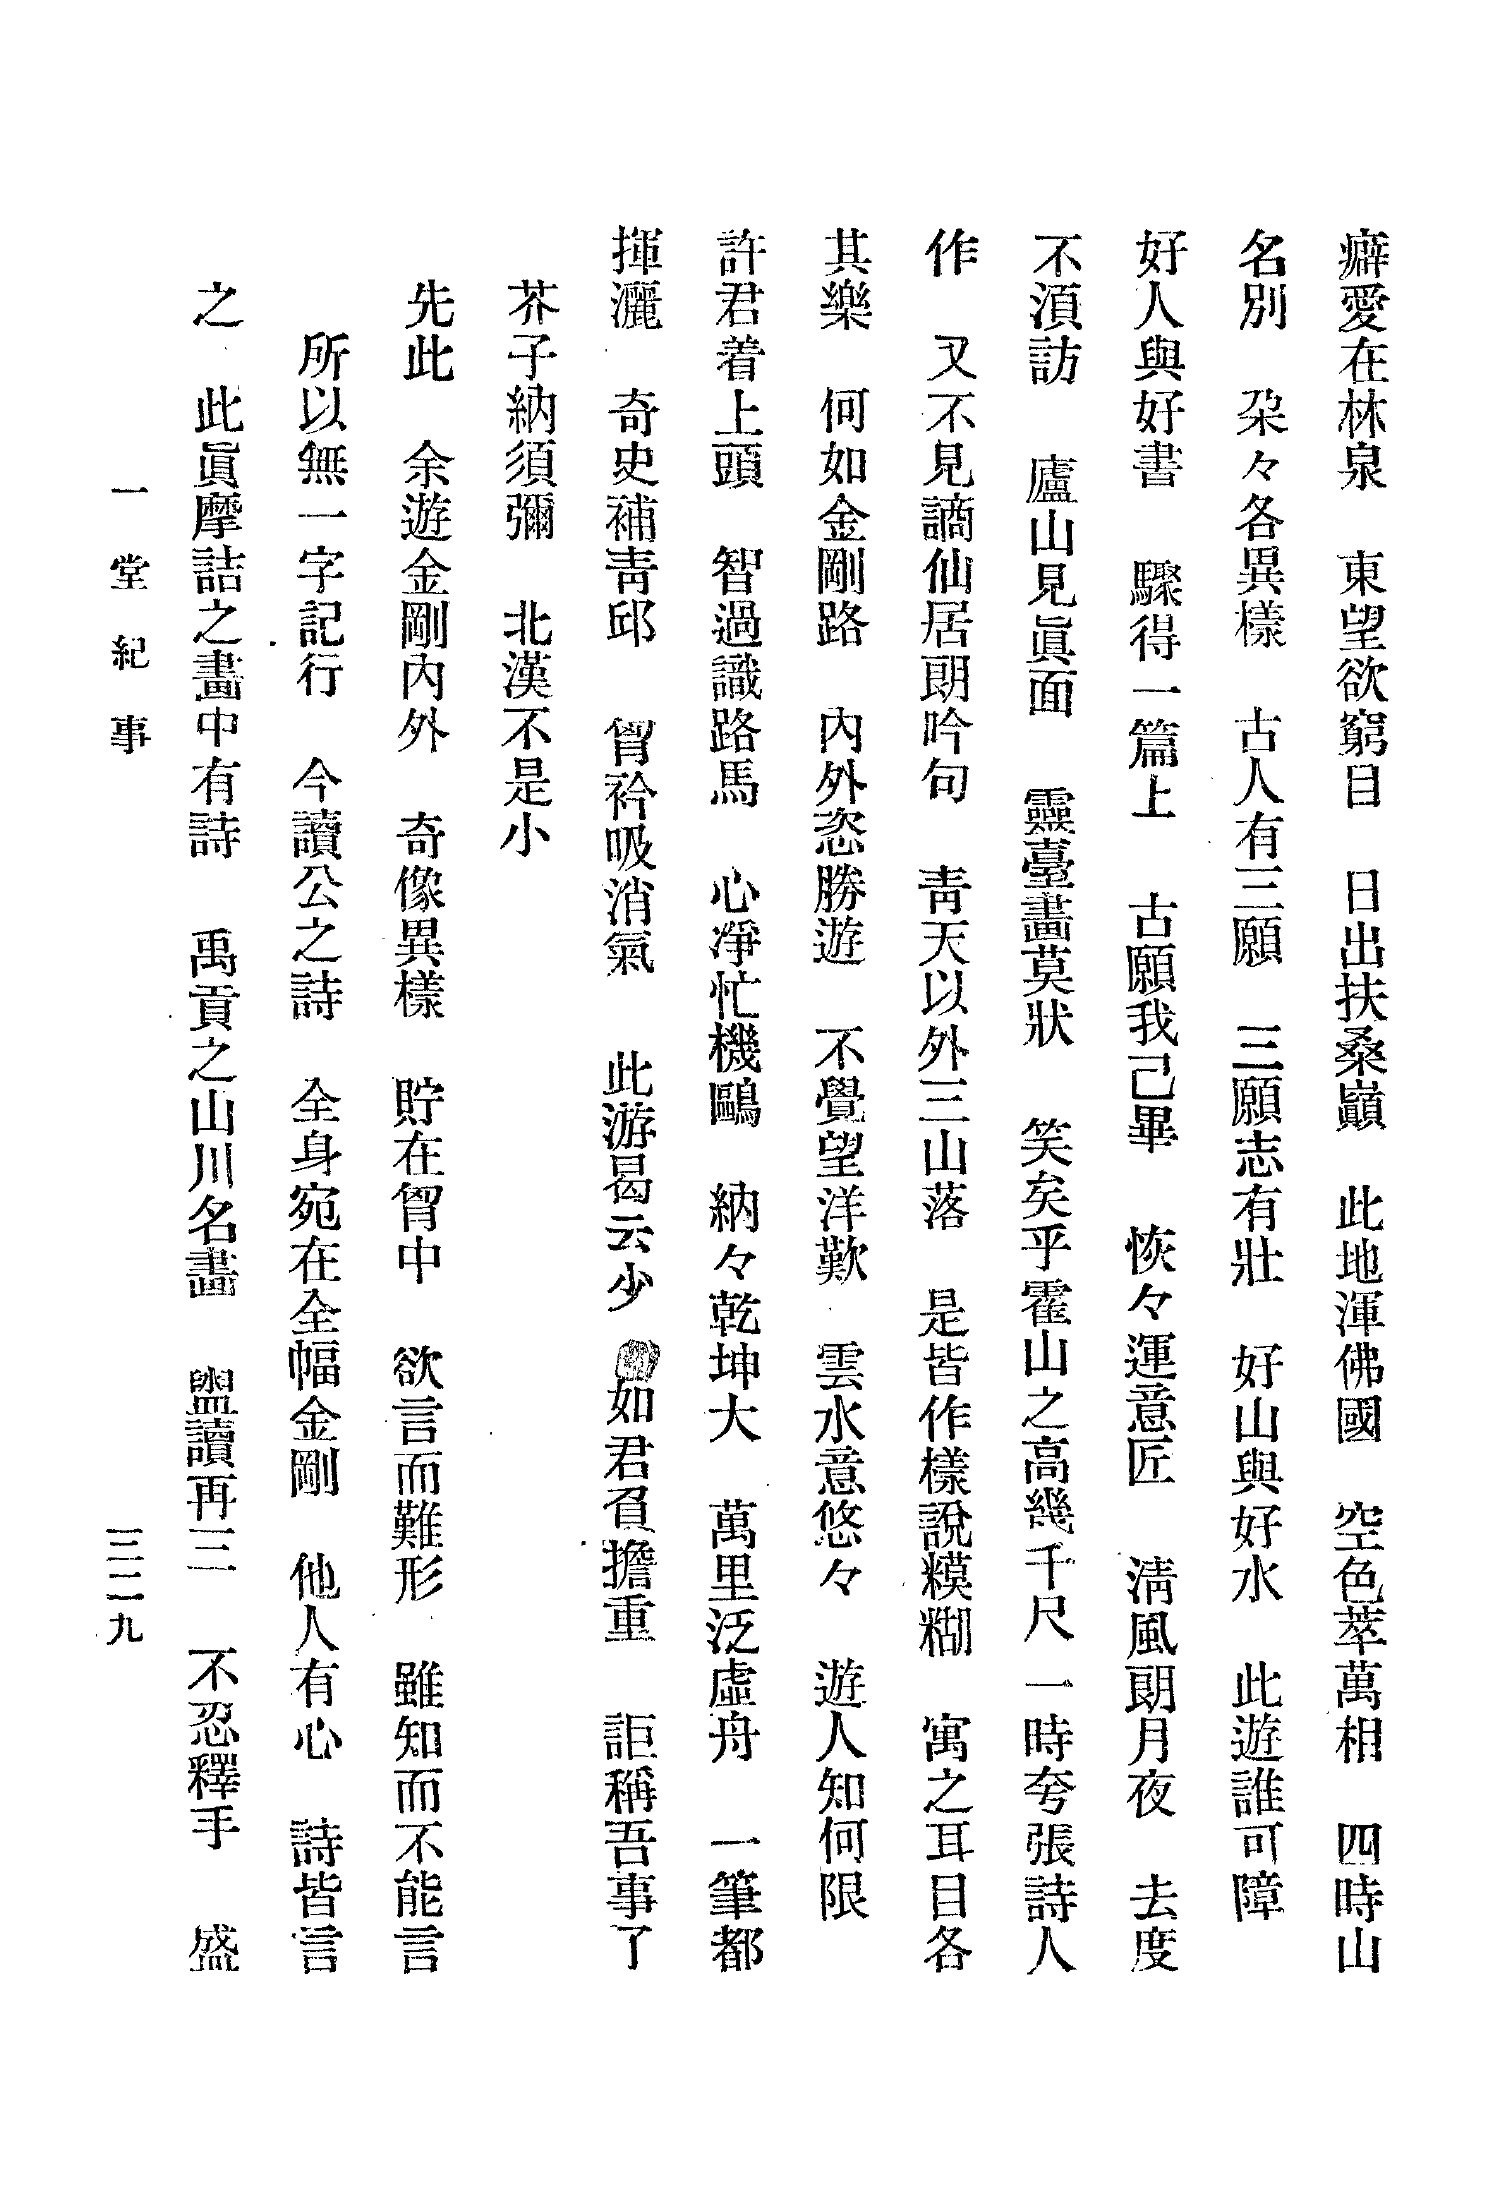 癖愛在林泉　東望欲窮目　日出扶桑巓　此地渾佛國　空色萃萬相　四時山
名別　朶々各異樣　古人有三願　三願志有壯　好山與好水　此遊誰可障
好人與好書　驟得一篇上　古願我己畢　恢々運意匠　淸風朗月夜　去度
不湏訪　廬山見眞面　靈臺畫莫狀　笑矣乎霍山之高幾千尺一時夸張詩人
作　又不見謫仙居朗吟句　靑天以外三山落　是皆作樣說糢糊　寓之耳目各
其樂　何如金剛路　內外恣勝遊　不覺望洋歎　雲水意悠々　遊人知何限
許君着上頭　智過識路馬　心凈忙機鷗　納々乾坤大　萬里泛虛舟　一筆都
揮灑　奇史補靑邱　胷衿吸消氣　此游曷云少　如君負擔重　詎稱吾事了
芥子納須彌　北漢不是小
先此　余遊金剛內外　奇像異樣　貯在胷中　欲言而難形　雖知而不能言
所以無一字記行　今讀公之詩　全身宛在全幅金剛　他人有心　詩皆言
之　此眞摩詰之畫中有詩　禹貢之山川名畫　盥讀再三　不忍釋手　盛
一堂紀事
三二九